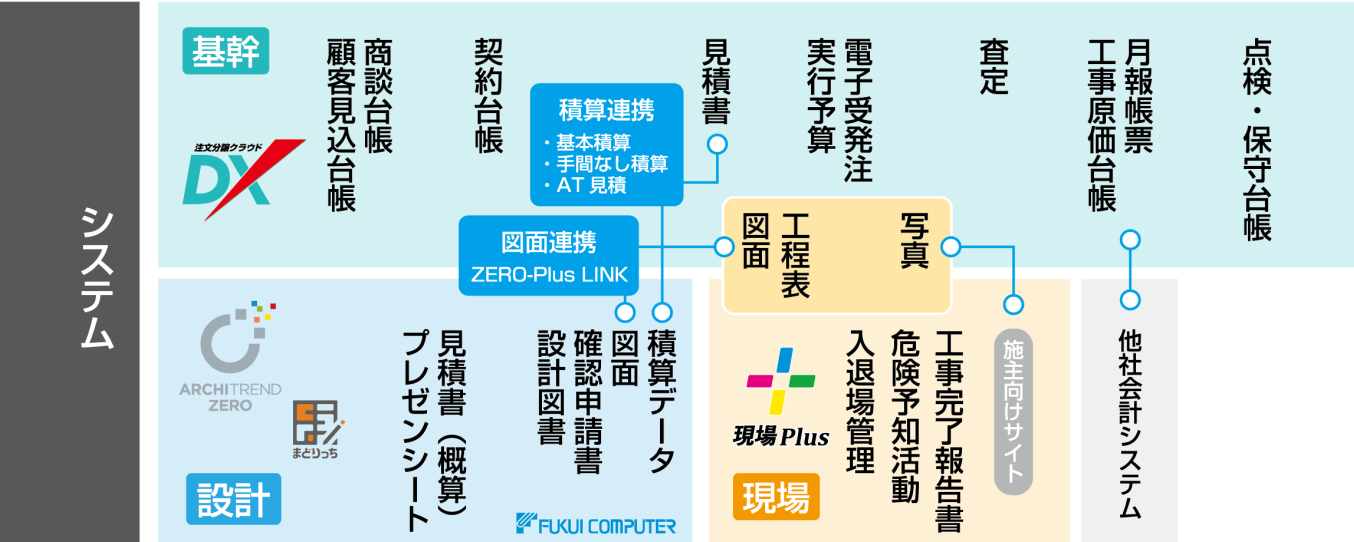 システム
基幹
注文分譲クラウド
DX
商談台帳
顧客見込台帳
契約台帳
積算連携
・基本積算
・手間なし積算
・AT見積
見積書
電子受発注
実行予算
査定
月報帳票
工事原価台帳
点検・保守台帳
図面連携
ZERO-Plus LINK
工程表
図面
写真
ARCHITREND
ZERO
まどりっち
設計
見積書（概算）
プレゼンシート
積算データ
図面
確認申請書
設計図書
FUKUI COMPUTER
現場Plus
現場
工事完了報告書
危険予知活動
入退場管理
施主向けサイト
他社会計システム